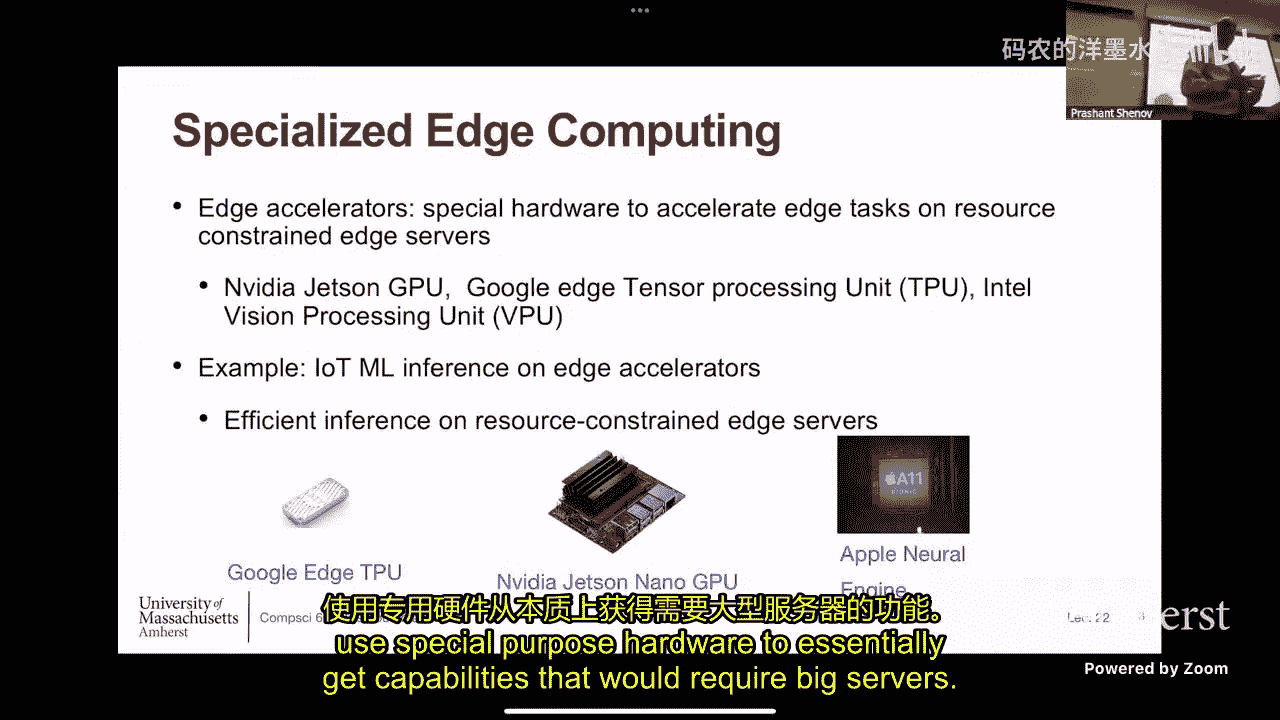 码农的洋墨水
Prashant Shenoy
Specialized Edge Computing
• Edge accelerators: special hardware to accelerate edge tasks on resource
constrained edge servers
• Nvidia Jetson GPU, Google edge Tensor processing Unit (TPU), Intel
Vision Processing Unit (VPU)
• Example: IoT ML inference on edge accelerators
• Efficient inference on resource-constrained edge servers
A11
BIONIC
Google Edge TPU
Nvidia Jetson Nano GPU
Apple Neural
Engine
University of
Massachusetts
Amherst
Compsci 6
Lec. 22
erst
使用专用硬件从本质上获得需要大型服务器的功能。
use special purpose hardware to essentially
get capabilities that would require big servers.
Powered by Zoom